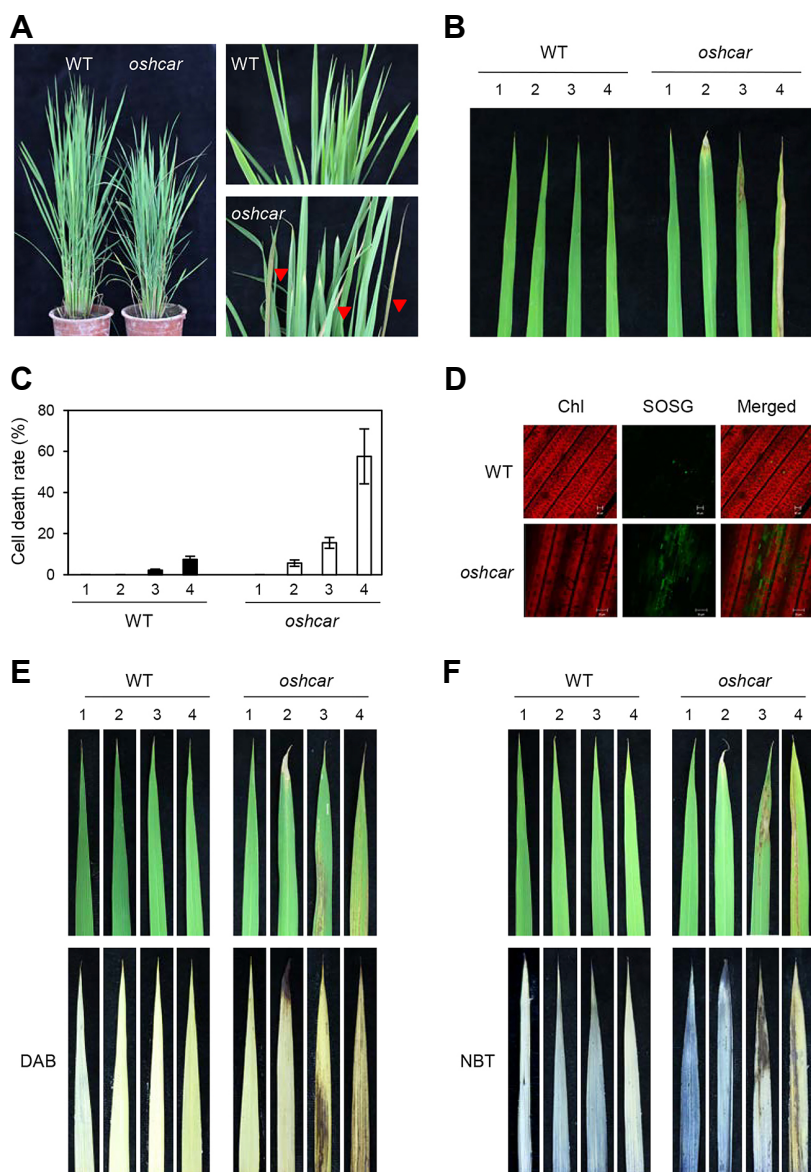 A
WT oshcar
WT
oshcar
B
WT oshcar
1 2 3 4 1 2 3 4
C
Cell death rate (%)
80
60
40
20
0
1 2 3 4 1 2 3 4
WT oshcar
D
Chl SOSG Merged
WT
oshcar
E
WT oshcar
1 2 3 4 1 2 3 4
DAB
F
WT oshcar
1 2 3 4 1 2 3 4
NBT